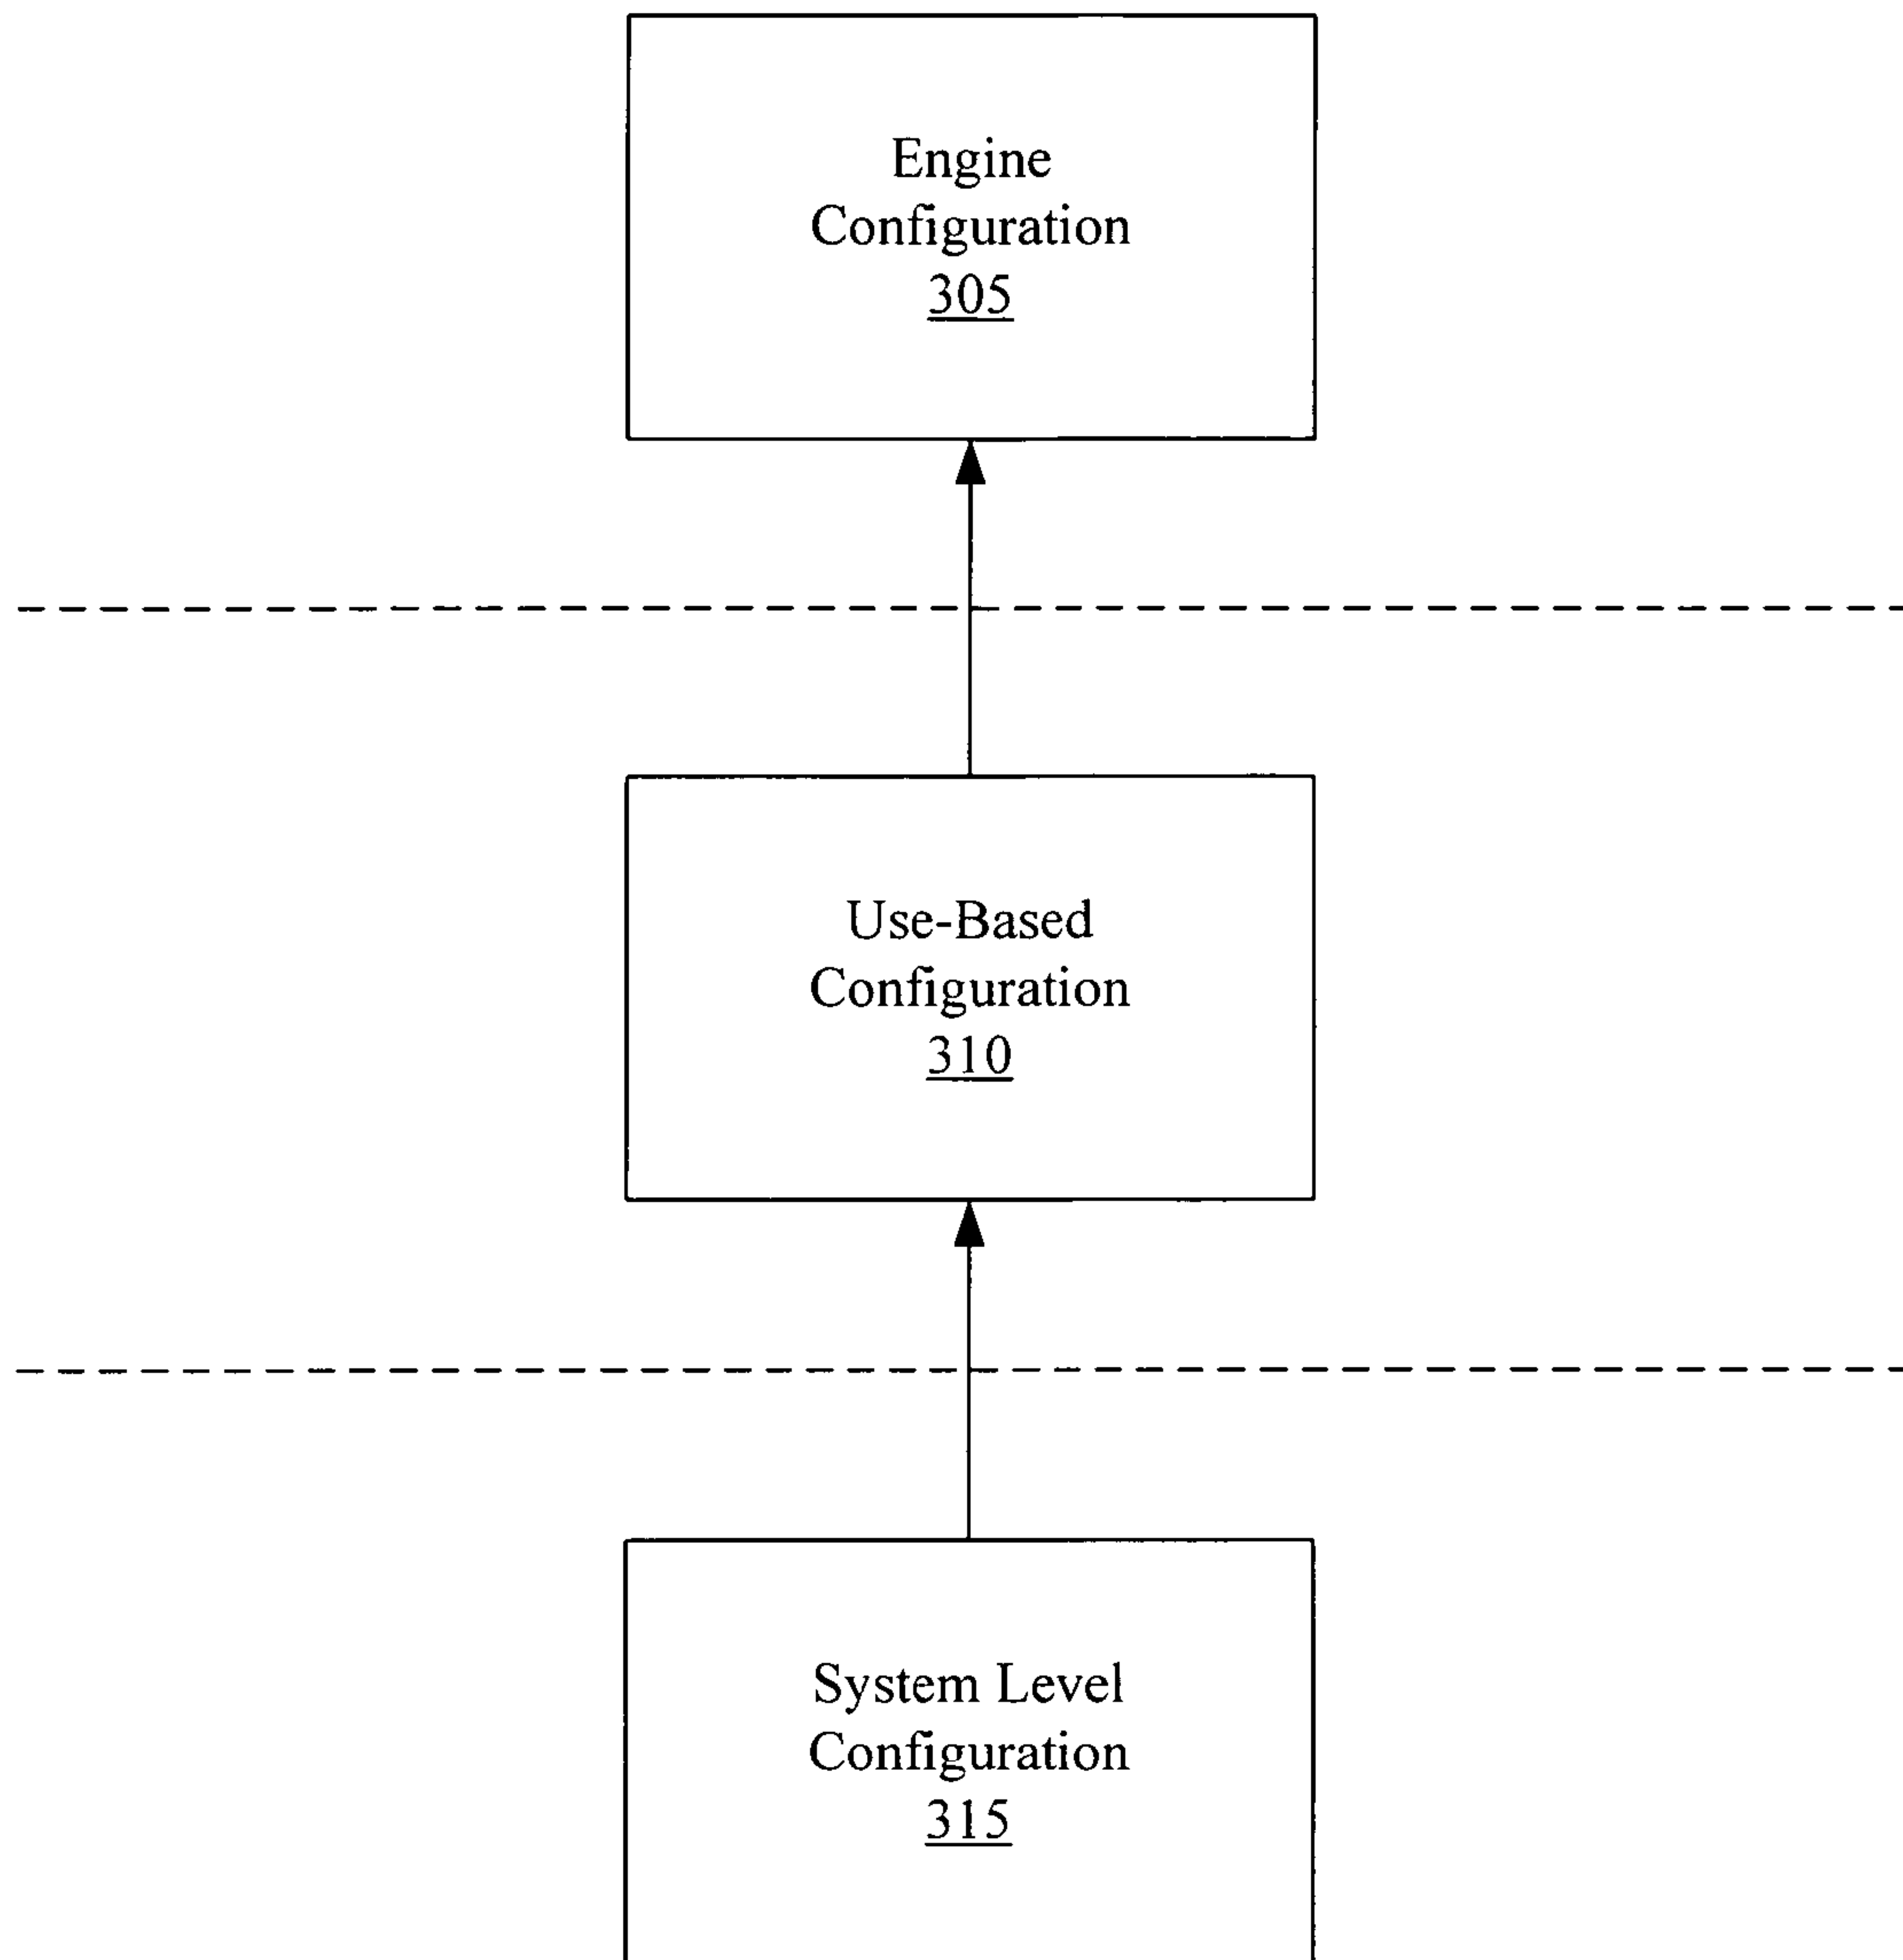 Engine
Configuration
305
Use-Based
Configuration
310
System Level
Configuration
315